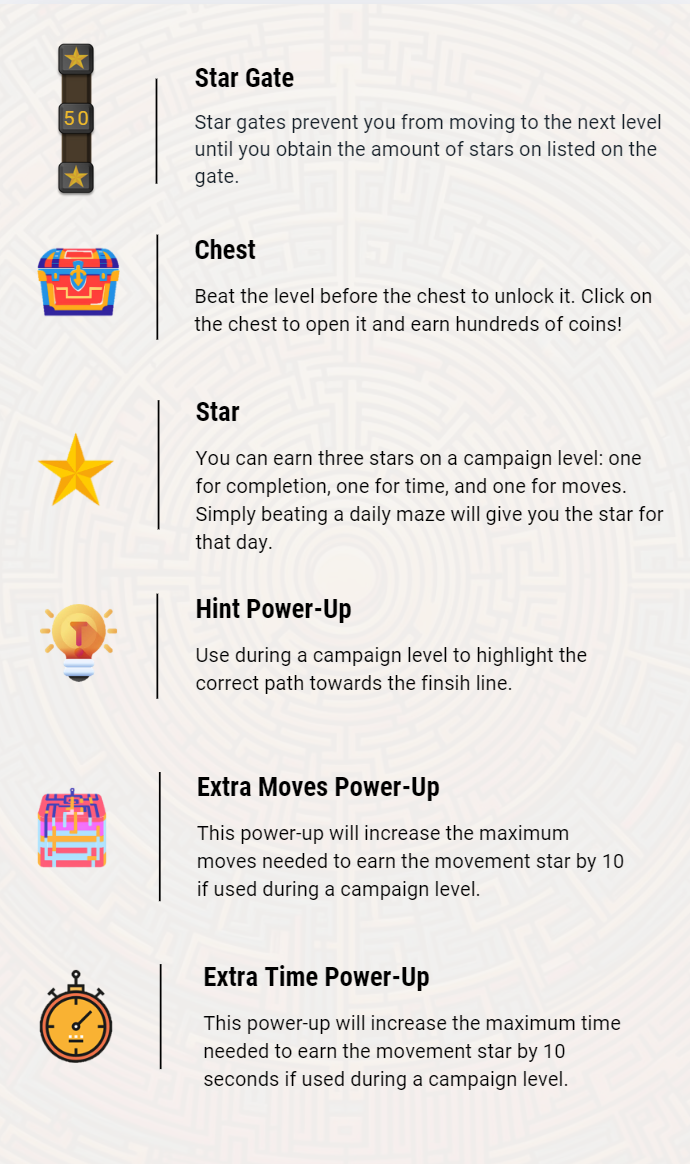 Star Gate
50
Star gates prevent you from moving to the next level
until you obtain the amount of stars on listed on the
gate.
Chest
Beat the level before the chest to unlock it. Click on
the chest to open it and earn hundreds of coins!
Star
You can earn three stars on a campaign level: one
for completion, one for time, and one for moves.
Simply beating a daily maze will give you the star for
that day.
Hint Power-Up
Use during a campaign level to highlight the
correct path towards the finsih line.
Extra Moves Power-Up
This power-up will increase the maximum
moves needed to earn the movement star by 10
if used during a campaign level.
Extra Time Power-Up
This power-up will increase the maximum time
needed to earn the movement star by 10
seconds if used during a campaign level.